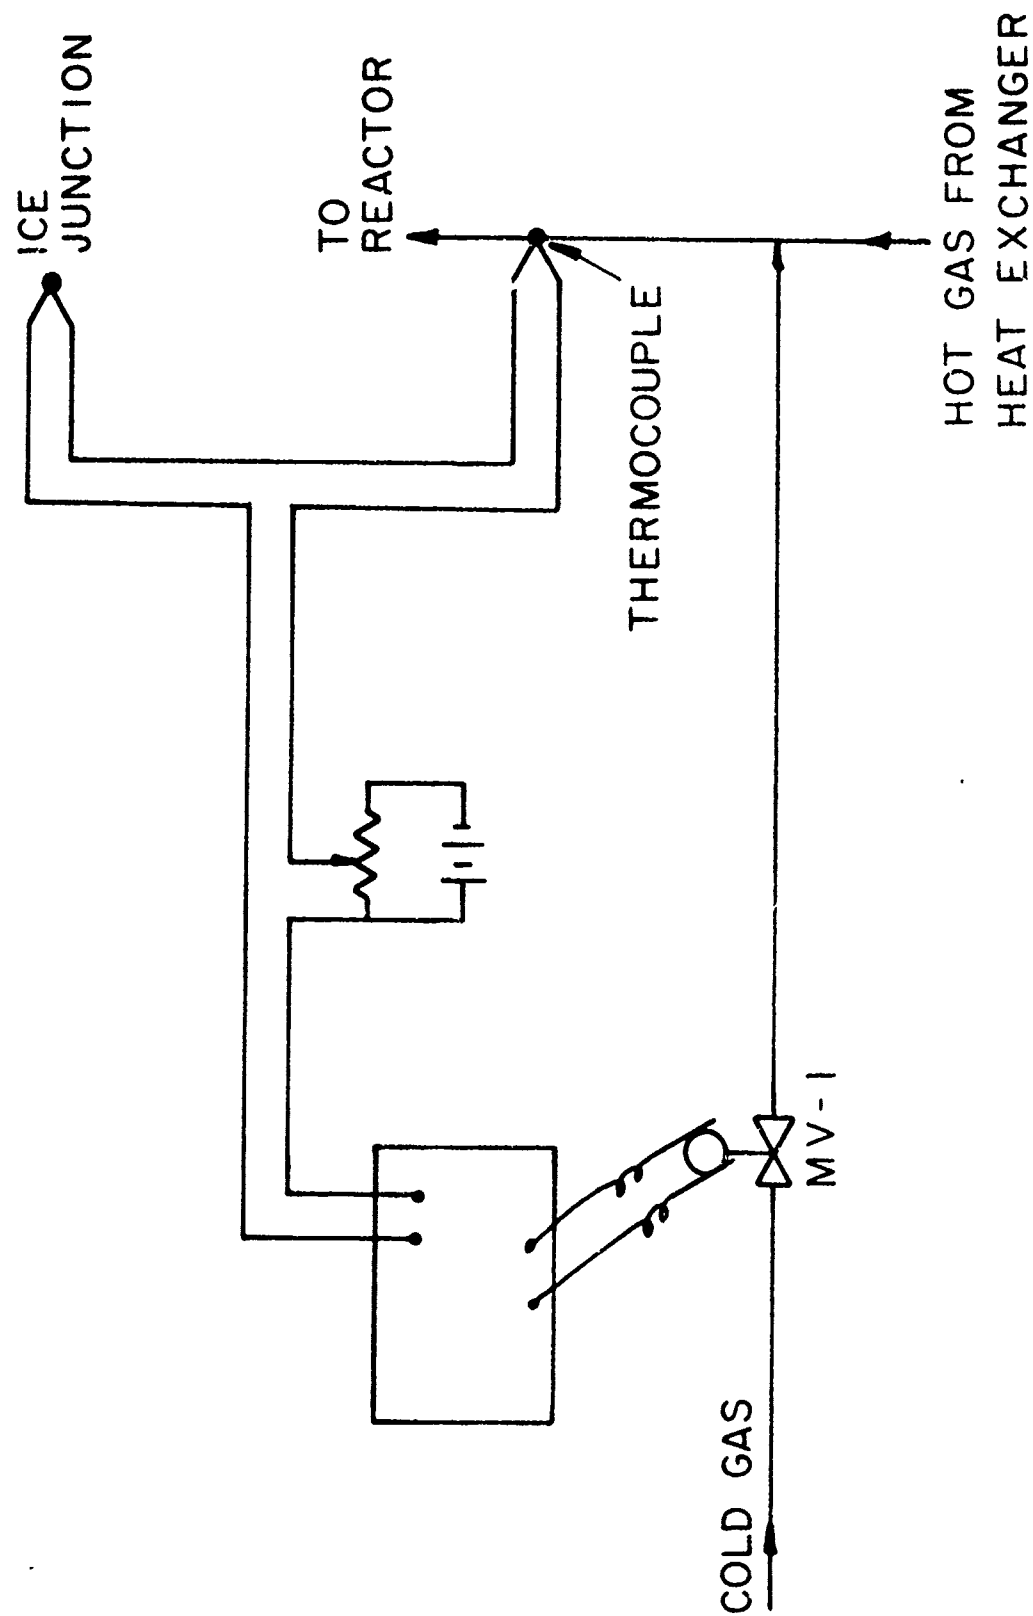 ICE
JUNCTION
TO
REACTOR
THERMOCOUPLE
HOT GAS FROM
HEAT EXCHANGER
MV-1
COLD GAS